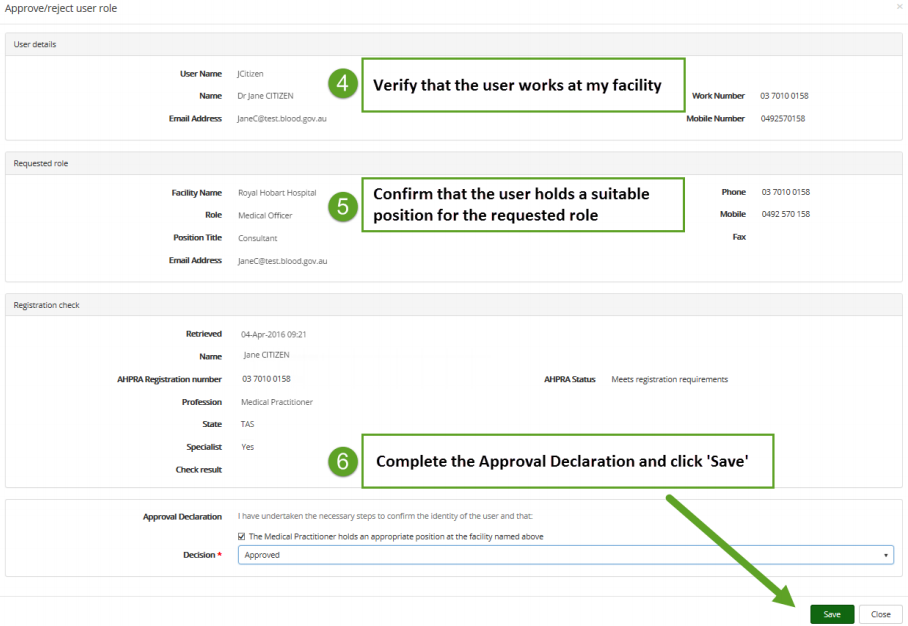 Approve/reject user role
×
User details
User Name JCitizen
4 Verify that the user works at my facility
Name Dr Jane CITIZEN
Work Number 03 7010 0158
Email Address JaneC@test.blood.gov.au
Mobile Number 0492570158
Requested role
Facility Name Royal Hobart Hospital
5 Confirm that the user holds a suitable
position for the requested role
Phone 03 7010 0158
Role Medical Officer
Mobile 0492 570 158
Position Title Consultant
Fax
Email Address JaneC@test.blood.gov.au
Registration check
Retrieved 04-Apr-2016 09:21
Name Jane CITIZEN
AHPRA Registration number 03 7010 0158
AHPRA Status Meets registration requirements
Profession Medical Practitioner
State TAS
Specialist Yes
6 Complete the Approval Declaration and click 'Save'
Check result
Approval Declaration I have undertaken the necessary steps to confirm the identity of the user and that:
The Medical Practitioner holds an appropriate position at the facility named above
Decision * Approved
Save Close